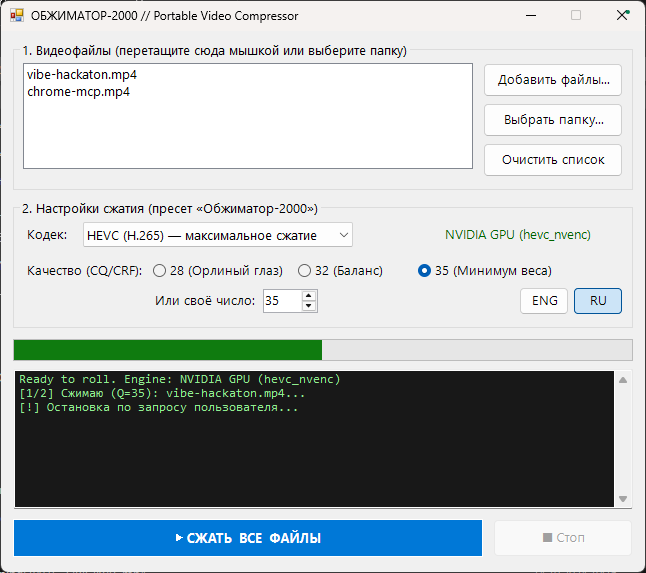 ОБЖИМАТОР-2000 // Portable Video Compressor
1. Видеофайлы (перетащите сюда мышкой или выберите папку)
vibe-hackaton.mp4
chrome-mcp.mp4
Добавить файлы...
Выбрать папку...
Очистить список
2. Настройки сжатия (пресет «Обжиматор-2000»)
Кодек: HEVC (H.265) — максимальное сжатие NVIDIA GPU (hevc_nvenc)
Качество (CQ/CRF): 28 (Орлиный глаз) 32 (Баланс) 35 (Минимум веса)
Или своё число: 35 ENG RU
Ready to roll. Engine: NVIDIA GPU (hevc_nvenc)
[1/2] Сжимаю (Q=35): vibe-hackaton.mp4...
[!] Остановка по запросу пользователя...
СЖАТЬ ВСЕ ФАЙЛЫ Стоп